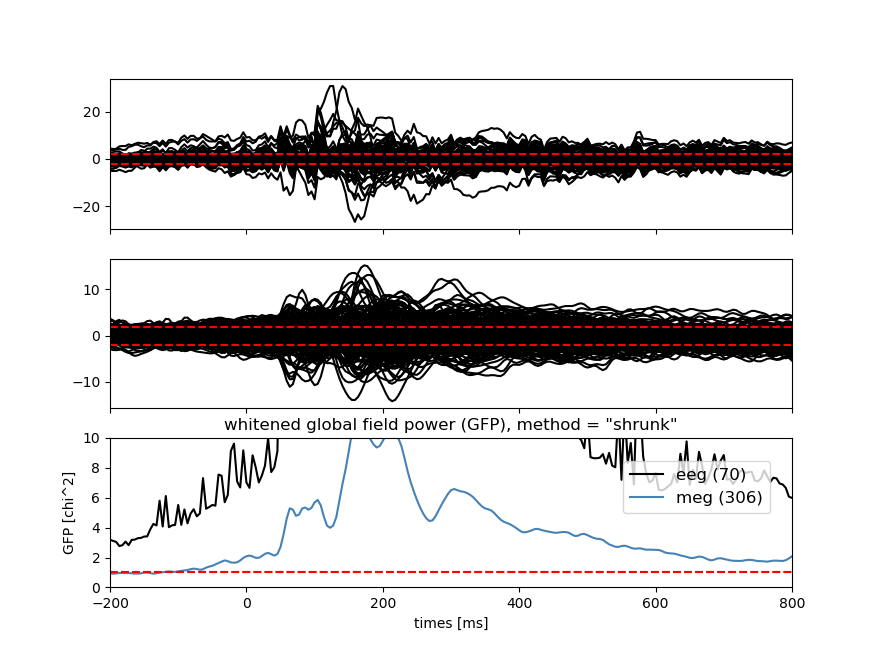 20
0
−20
10
0
−10
whitened global field power (GFP), method = "shrunk"
10
8
6
4
2
0
GFP [chi^2]
eeg (70)
meg (306)
−200 0 200 400 600 800
times [ms]